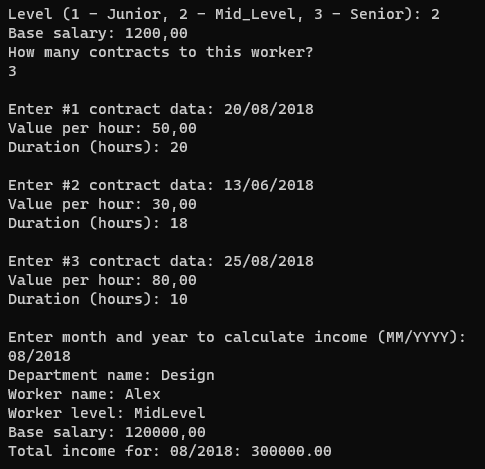 Level (1 - Junior, 2 - Mid_Level, 3 - Senior): 2
Base salary: 1200,00
How many contracts to this worker?
3
Enter #1 contract data: 20/08/2018
Value per hour: 50,00
Duration (hours): 20
Enter #2 contract data: 13/06/2018
Value per hour: 30,00
Duration (hours): 18
Enter #3 contract data: 25/08/2018
Value per hour: 80,00
Duration (hours): 10
Enter month and year to calculate income (MM/YYYY):
08/2018
Department name: Design
Worker name: Alex
Worker level: MidLevel
Base salary: 120000,00
Total income for: 08/2018: 300000.00